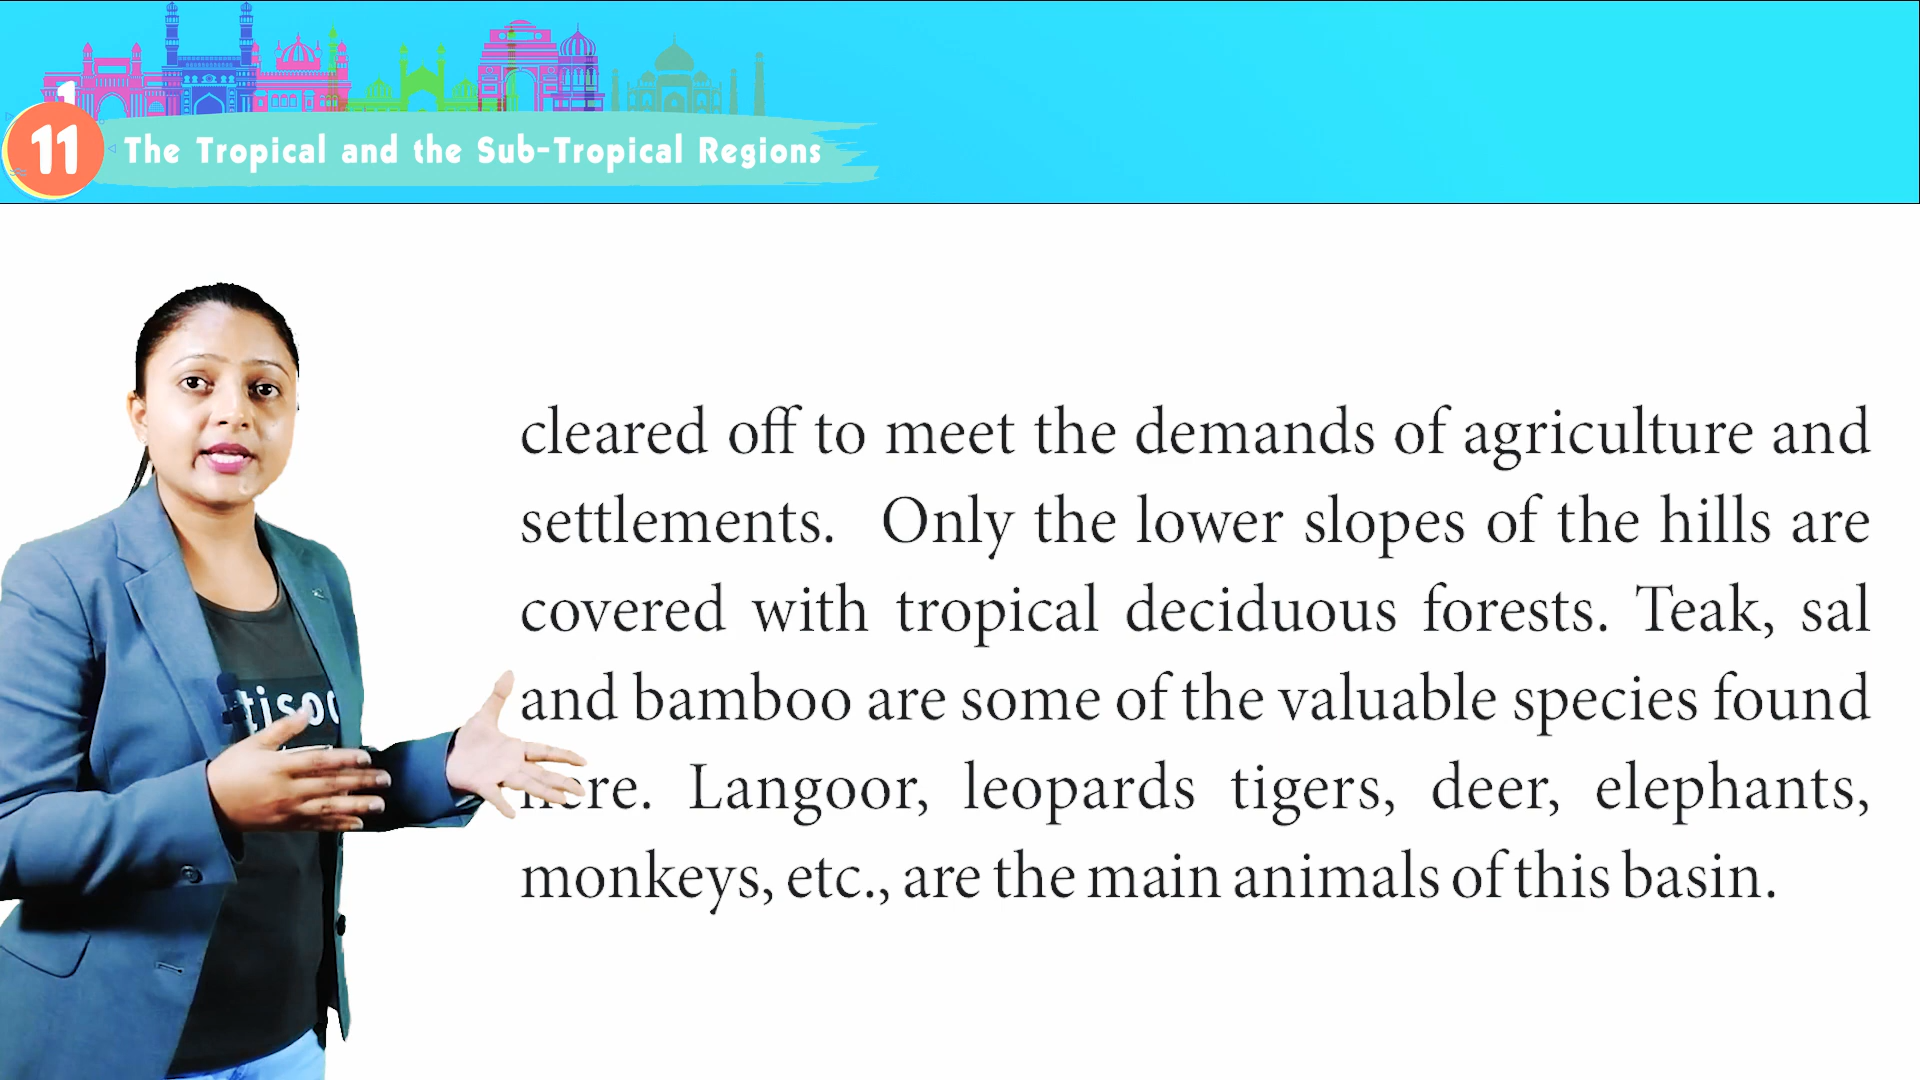 11 The Tropical and the Sub-Tropical Regions
cleared off to meet the demands of agriculture and
settlements. Only the lower slopes of the hills are
covered with tropical deciduous forests. Teak, sal
and bamboo are some of the valuable species found
here. Langoor, leopards tigers, deer, elephants,
monkeys, etc., are the main animals of this basin.